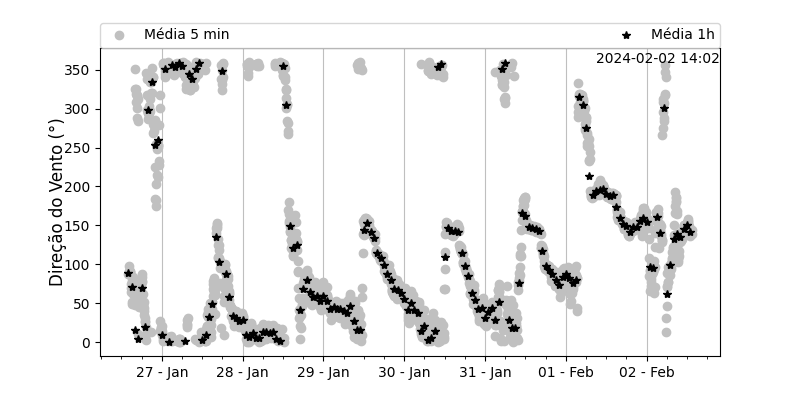 Média 5 min
Média 1h
2024-02-02 14:02
Direção do Vento (°)
350
300
250
200
150
100
50
0
27 - Jan
28 - Jan
29 - Jan
30 - Jan
31 - Jan
01 - Feb
02 - Feb